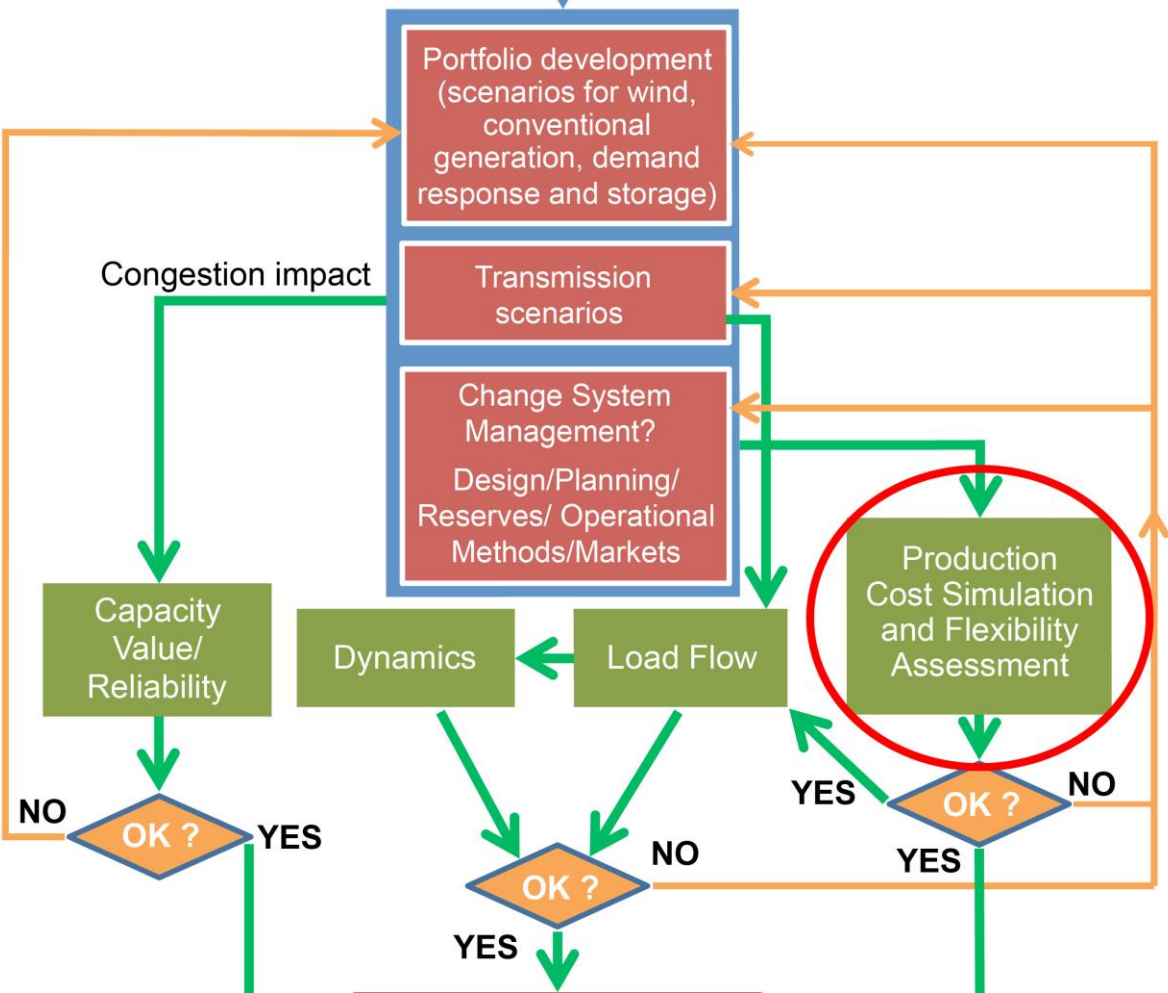 Portfolio development
(scenarios for wind,
conventional
generation, demand
response and storage)
Congestion impact
Transmission
scenarios
Change System
Management?
Design/Planning/
Reserves/ Operational
Methods/Markets
Production
Cost Simulation
and Flexibility
Assessment
Capacity
Value/
Reliability
Dynamics
Load Flow
NO
OK ?
YES
YES
OK ?
NO
YES
OK ?
NO
YES